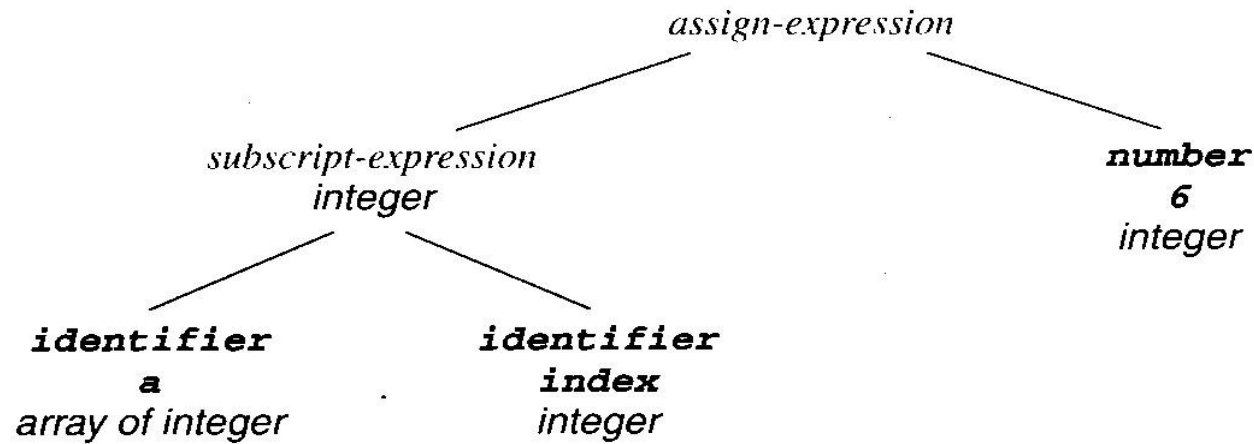 assign-expression
subscript-expression
integer
number
6
integer
identifier
a
array of integer
identifier
index
integer